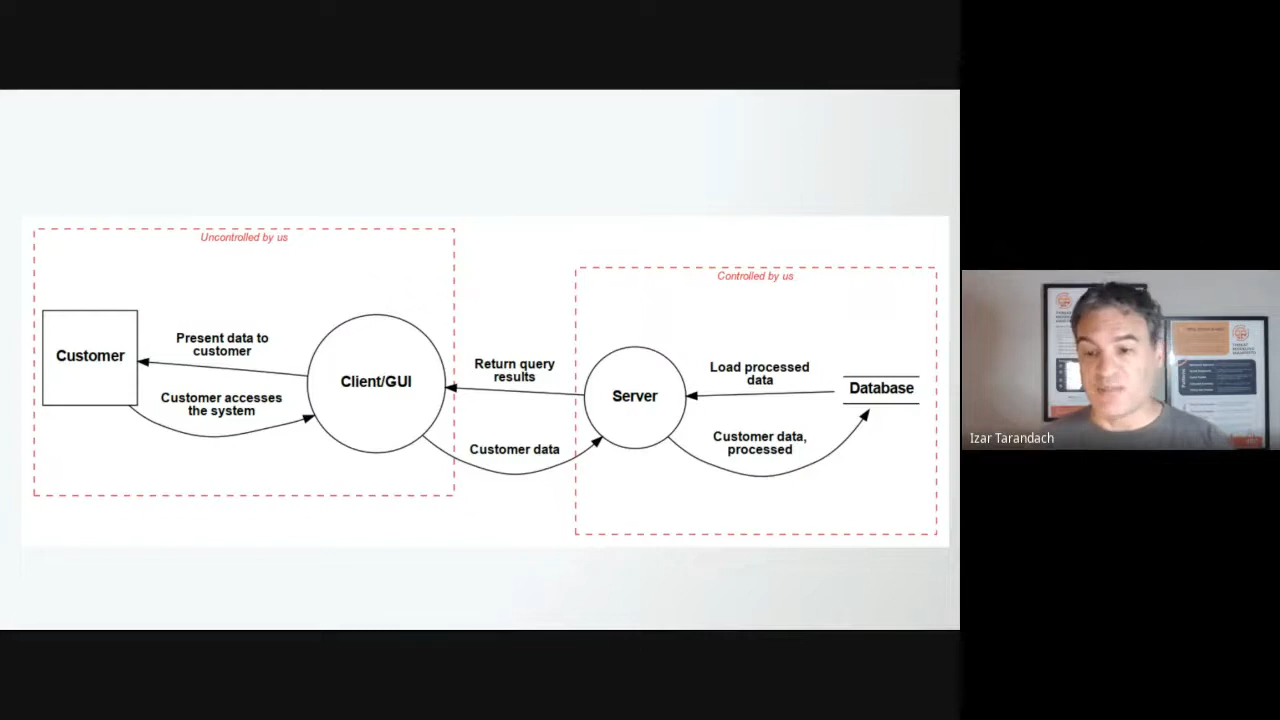 Uncontrolled by us
Controlled by us
Customer
Present data to
customer
Customer accesses
the system
Client/GUI
Return query
results
Customer data
Server
Load processed
data
Customer data,
processed
Database
Izar Tarandach